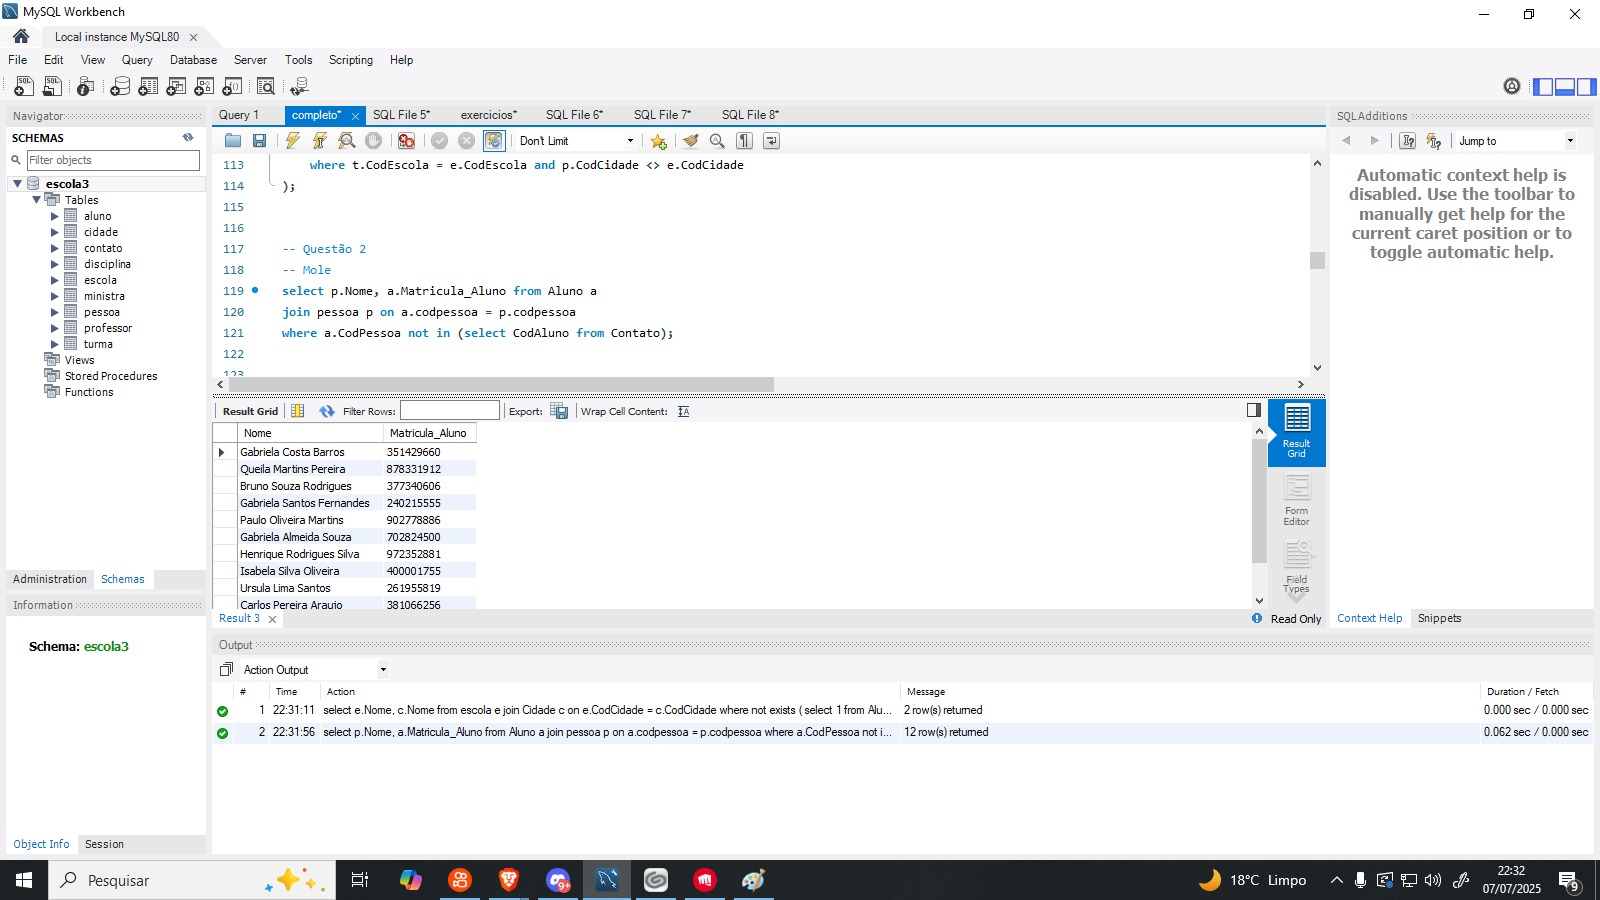 MySQL Workbench
Local instance MySQL80
File Edit View Query Database Server Tools Scripting Help
Navigator
SCHEMAS
Filter objects
escola3
Tables
aluno
cidade
contato
disciplina
escola
ministra
pessoa
professor
turma
Views
Stored Procedures
Functions
Administration Schemas
Information
Schema: escola3
Object Info Session
Query 1 completo* SQL File 5* exercicios* SQL File 6* SQL File 7* SQL File 8*
Don't Limit
113 where t.CodEscola = e.CodEscola and p.CodCidade <> e.CodCidade
114 );
115
116
117 -- Questão 2
118 -- Mole
119 select p.Nome, a.Matricula_Aluno from Aluno a
120 join pessoa p on a.codpessoa = p.codpessoa
121 where a.CodPessoa not in (select CodAluno from Contato);
122
123
Result Grid Filter Rows: Export: Wrap Cell Content:
Nome Matricula_Aluno
Gabriela Costa Barros 351429660
Queila Martins Pereira 878331912
Bruno Souza Rodrigues 377340606
Gabriela Santos Fernandes 240215555
Paulo Oliveira Martins 902778886
Gabriela Almeida Souza 702824500
Henrique Rodrigues Silva 972352881
Isabela Silva Oliveira 400001755
Ursula Lima Santos 261955819
Carlos Pereira Araujo 381066256
Result Grid
Form Editor
Field Types
Result 3
Read Only
SQLAdditions
Jump to
Automatic context help is
disabled. Use the toolbar to
manually get help for the
current caret position or to
toggle automatic help.
Context Help Snippets
Output
Action Output
# Time Action Message Duration / Fetch
1 22:31:11 select e.Nome, c.Nome from escola e join Cidade c on e.CodCidade = c.CodCidade where not exists ( select 1 from Alu... 2 row(s) returned 0.000 sec / 0.000 sec
2 22:31:56 select p.Nome, a.Matricula_Aluno from Aluno a join pessoa p on a.codpessoa = p.codpessoa where a.CodPessoa not i... 12 row(s) returned 0.062 sec / 0.000 sec
Pesquisar
9+
18°C Limpo
22:32
07/07/2025
9